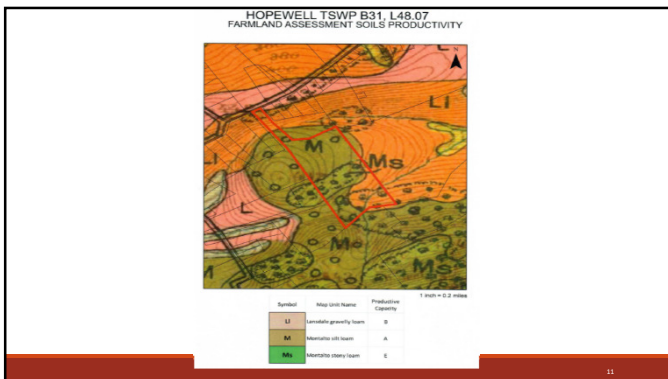 HOPEWELL TSWP B31, L48.07
FARMLAND ASSESSMENT SOILS PRODUCTIVITY
N
Ll
M
Ms
Ll
L
M
M
Ms
1 inch = 0.2 miles
Symbol Map Unit Name Productive Capacity
Ll Lansdale gravelly loam B
M Montalto silt loam A
Ms Montalto stony loam E
11